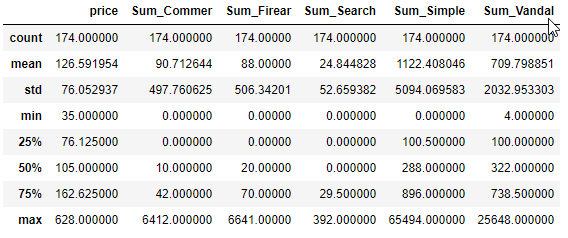 price Sum_Commer Sum_Firear Sum_Search Sum_Simple Sum_Vandal
count 174.000000 174.000000 174.00000 174.000000 174.000000 174.000000
mean 126.591954 90.712644 88.00000 24.844828 1122.408046 709.798851
std 76.052937 497.760625 506.34201 52.659382 5094.069583 2032.953303
min 35.000000 0.000000 0.00000 0.000000 0.000000 4.000000
25% 76.125000 0.000000 0.00000 0.000000 100.500000 100.000000
50% 105.000000 10.000000 20.00000 0.000000 288.000000 322.000000
75% 162.625000 42.000000 70.00000 29.500000 896.000000 738.500000
max 628.000000 6412.000000 6641.00000 392.000000 65494.000000 25648.000000